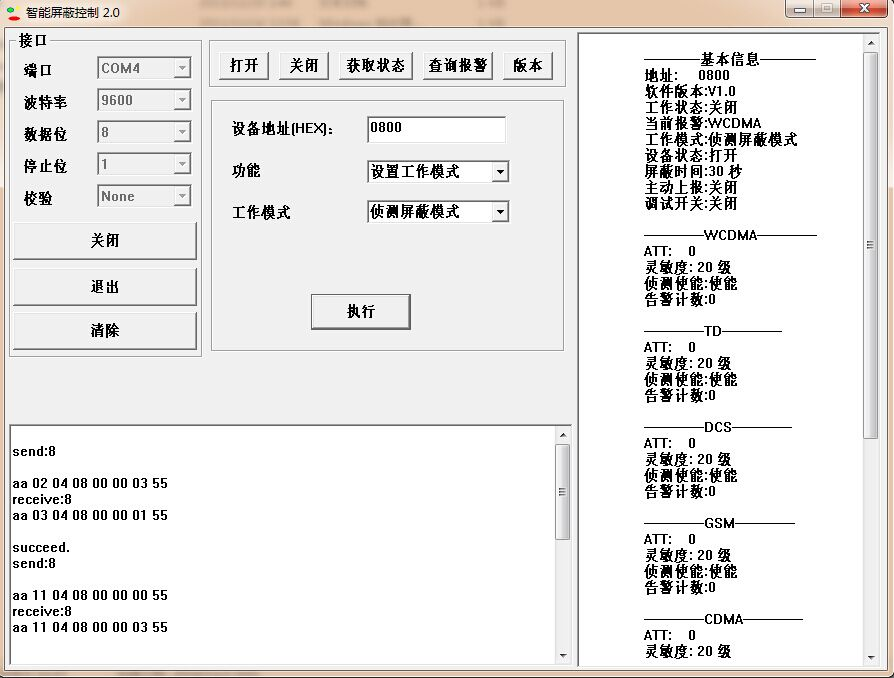 智能屏蔽控制 2.0
接口
端口 COM4
波特率 9600
数据位 8
停止位 1
校验 None
关闭
退出
清除
打开 关闭 获取状态 查询报警 版本
设备地址(HEX): 0800
功能 设置工作模式
工作模式 侦测屏蔽模式
执行
send:8
aa 02 04 08 00 00 03 55
receive:8
aa 03 04 08 00 00 01 55
succeed.
send:8
aa 11 04 08 00 00 00 55
receive:8
aa 11 04 08 00 00 03 55
————基本信息————
地址: 0800
软件版本:V1.0
工作状态:关闭
当前报警:WCDMA
工作模式:侦测屏蔽模式
设备状态:打开
屏蔽时间:30 秒
主动上报:关闭
调试开关:关闭
————WCDMA————
ATT: 0
灵敏度: 20 级
侦测使能:使能
告警计数:0
————TD————
ATT: 0
灵敏度: 20 级
侦测使能:使能
告警计数:0
————DCS————
ATT: 0
灵敏度: 20 级
侦测使能:使能
告警计数:0
————GSM————
ATT: 0
灵敏度: 20 级
侦测使能:使能
告警计数:0
————CDMA————
ATT: 0
灵敏度: 20 级